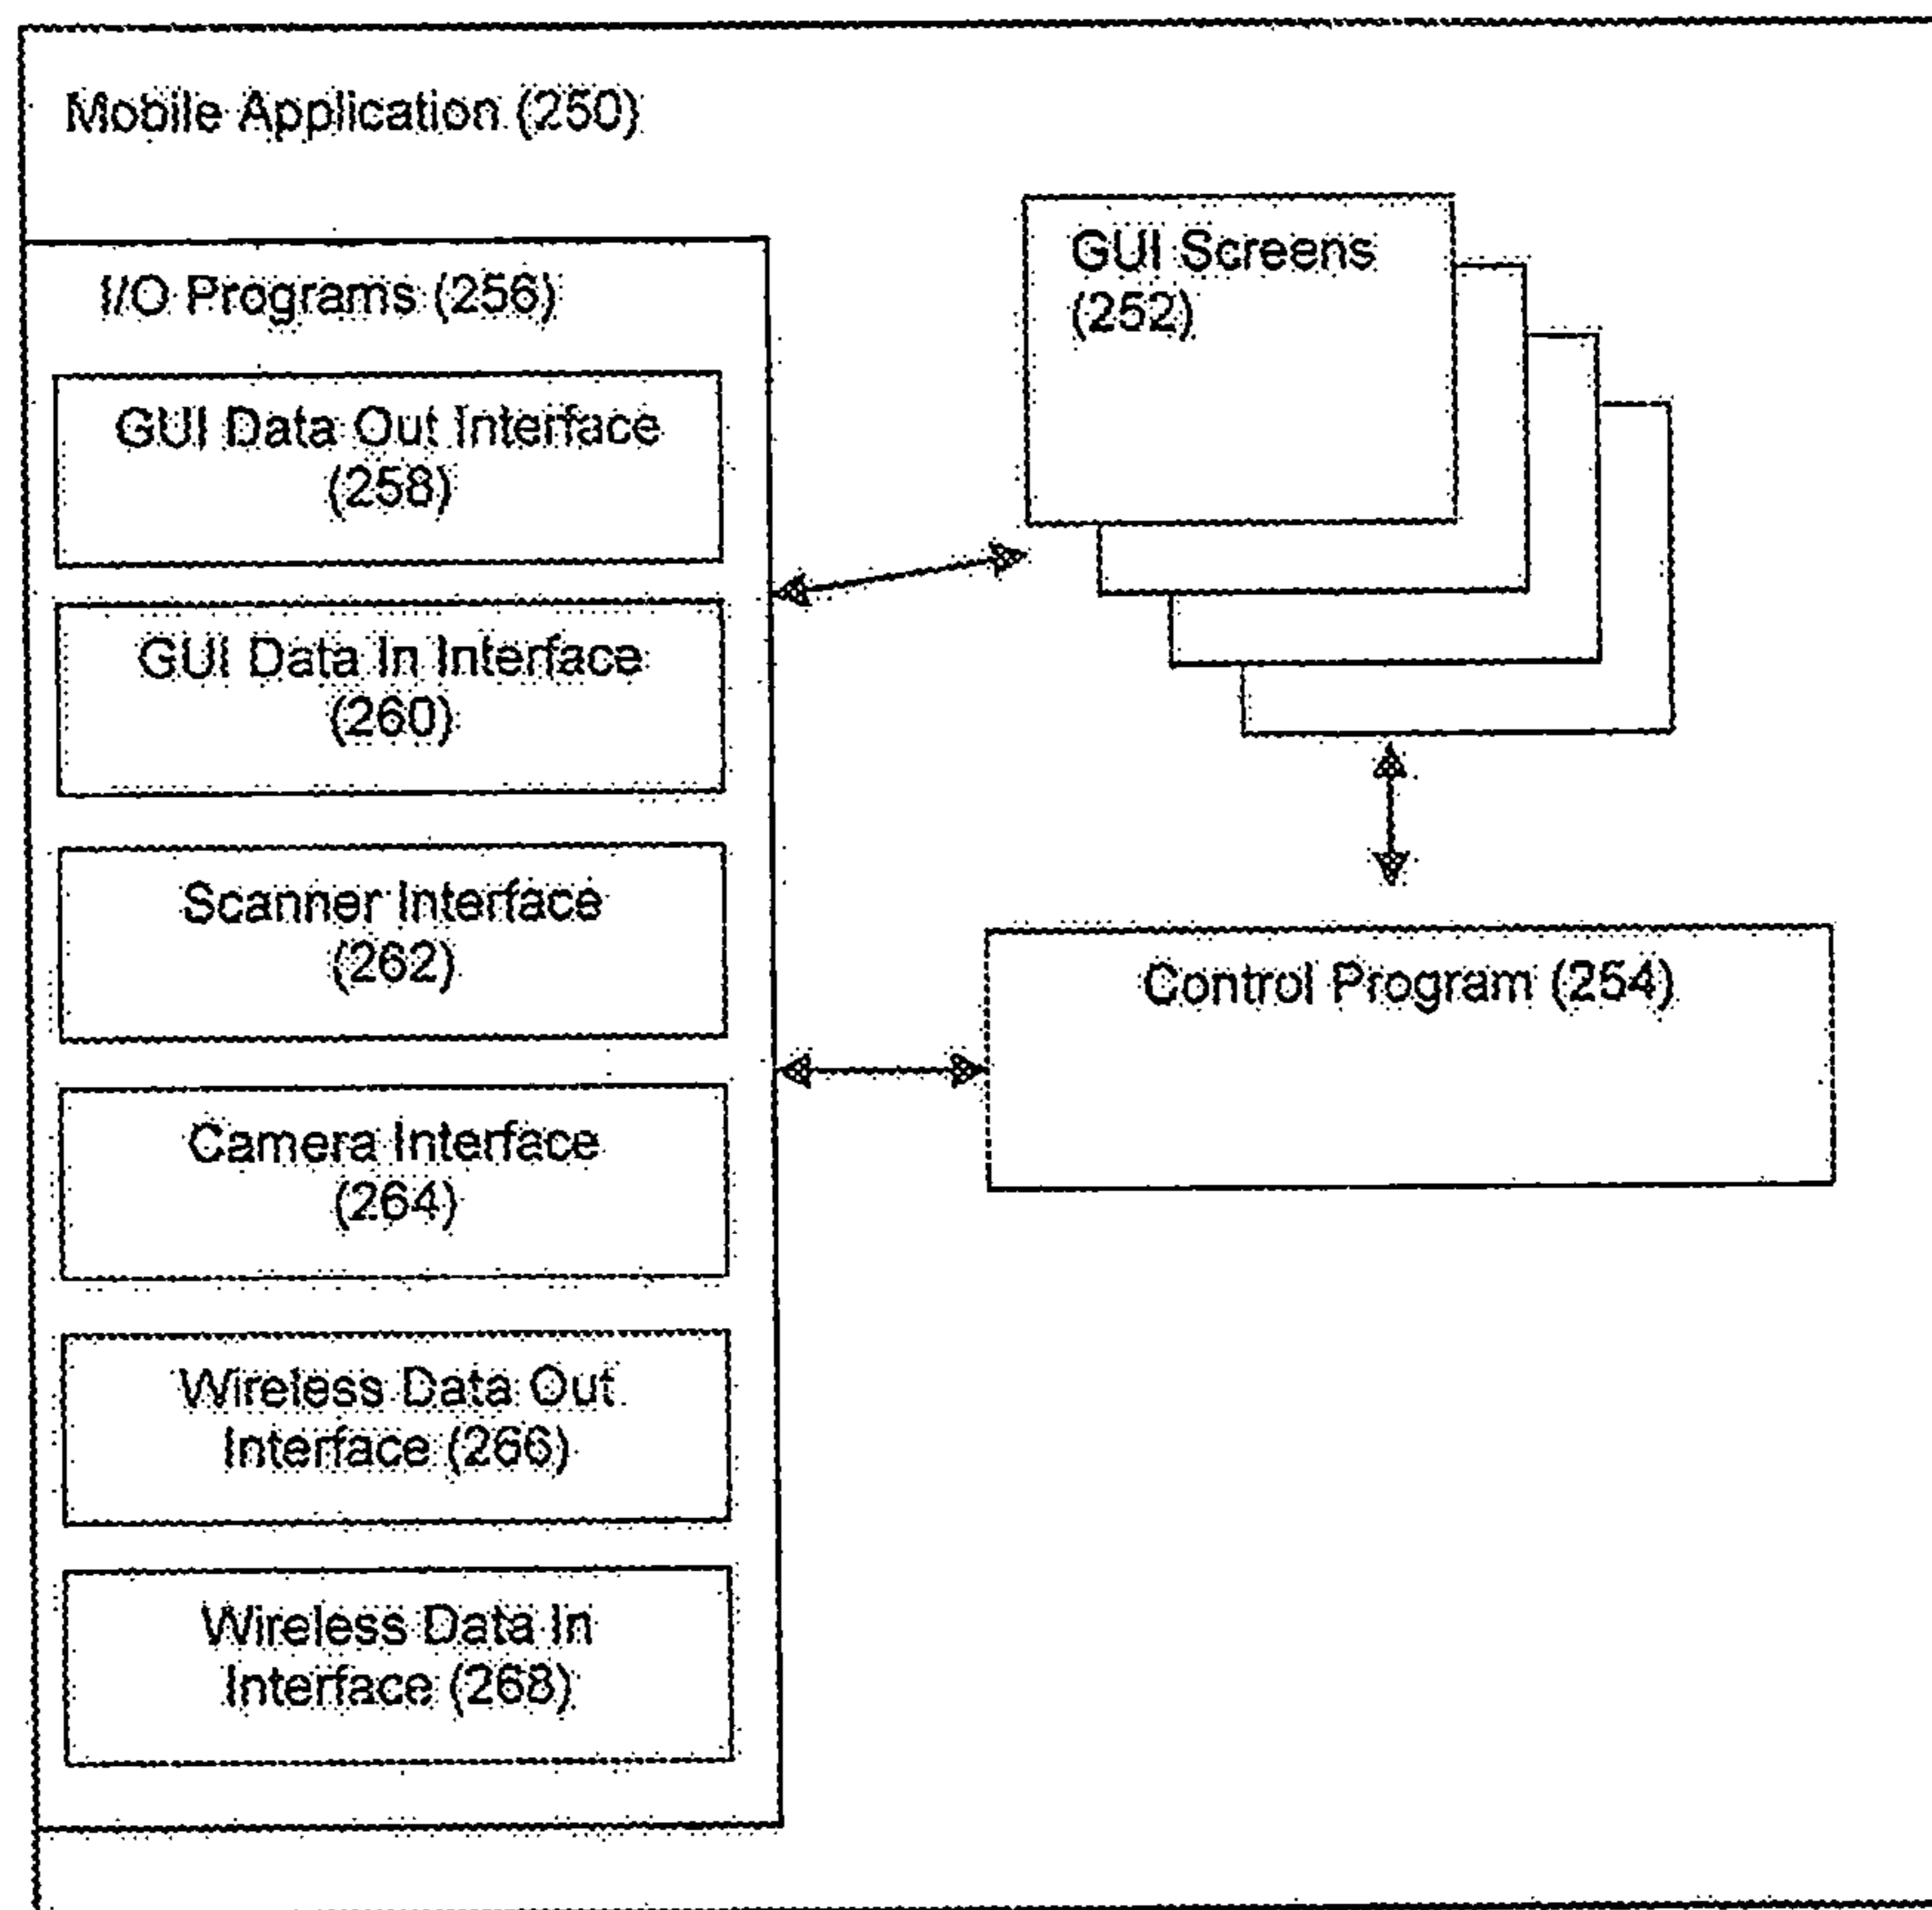 Mobile Application (250)
I/O Programs (256)
GUI Data Out Interface
(258)
GUI Data In Interface
(260)
Scanner Interface
(262)
Camera Interface
(264)
Wireless Data Out
Interface (266)
Wireless Data In
Interface (268)
GUI Screens
(252)
Control Program (254)